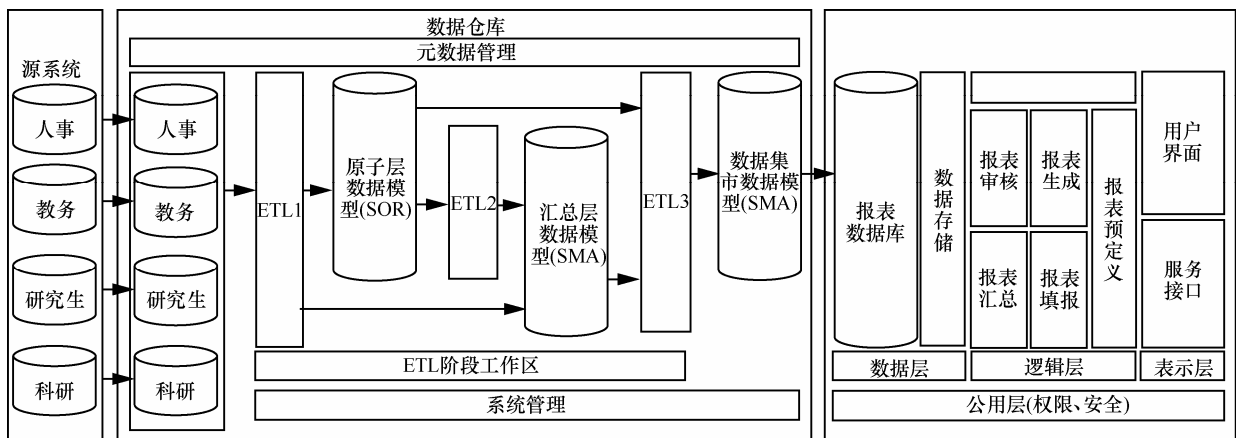 数据仓库
元数据管理
源系统
人事
教务
研究生
科研
人事
教务
研究生
科研
ETL1
原子层
数据模
型(SOR)
ETL2
汇总层
数据模
型(SMA)
ETL3
数据集
市数据模
型(SMA)
ETL阶段工作区
系统管理
报表
数据库
数据存储
报表
审核
报表
生成
报表
汇总
报表
填报
报表预定义
用户
界面
服务
接口
数据层
逻辑层
表示层
公用层(权限、安全)